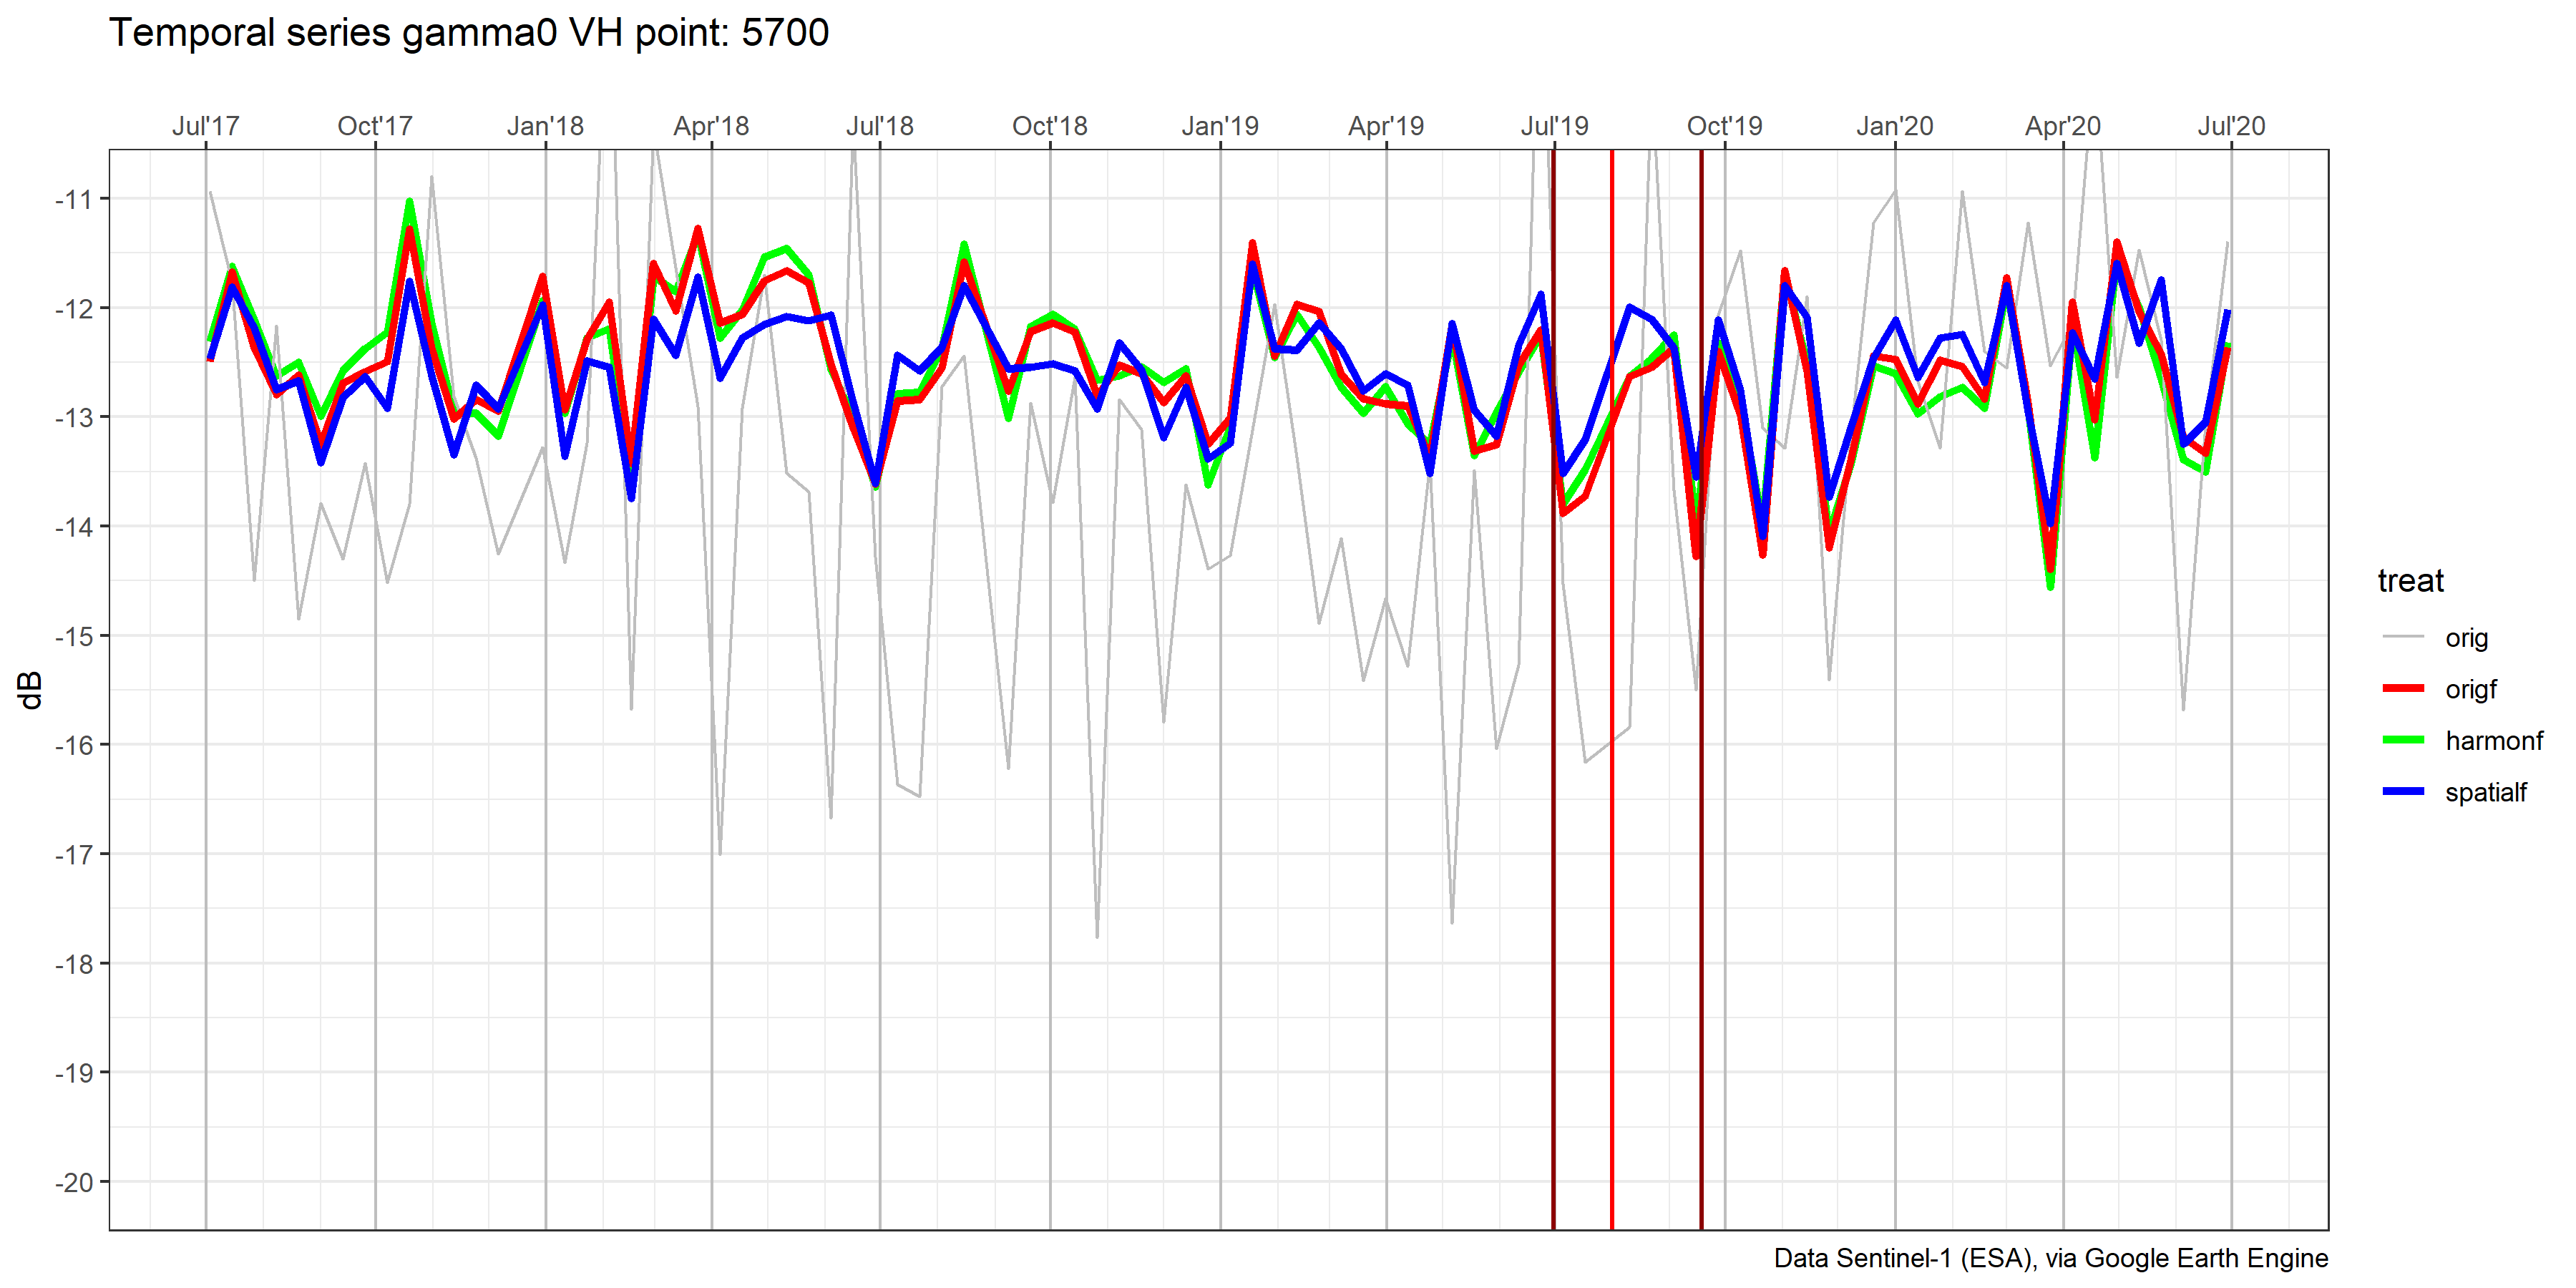 Temporal series gamma0 VH point: 5700
Jul'17 Oct'17 Jan'18 Apr'18 Jul'18 Oct'18 Jan'19 Apr'19 Jul'19 Oct'19 Jan'20 Apr'20 Jul'20
-11
-12
-13
-14
-15
-16
-17
-18
-19
-20
dB
treat
orig
origf
harmonf
spatialf
Data Sentinel-1 (ESA), via Google Earth Engine